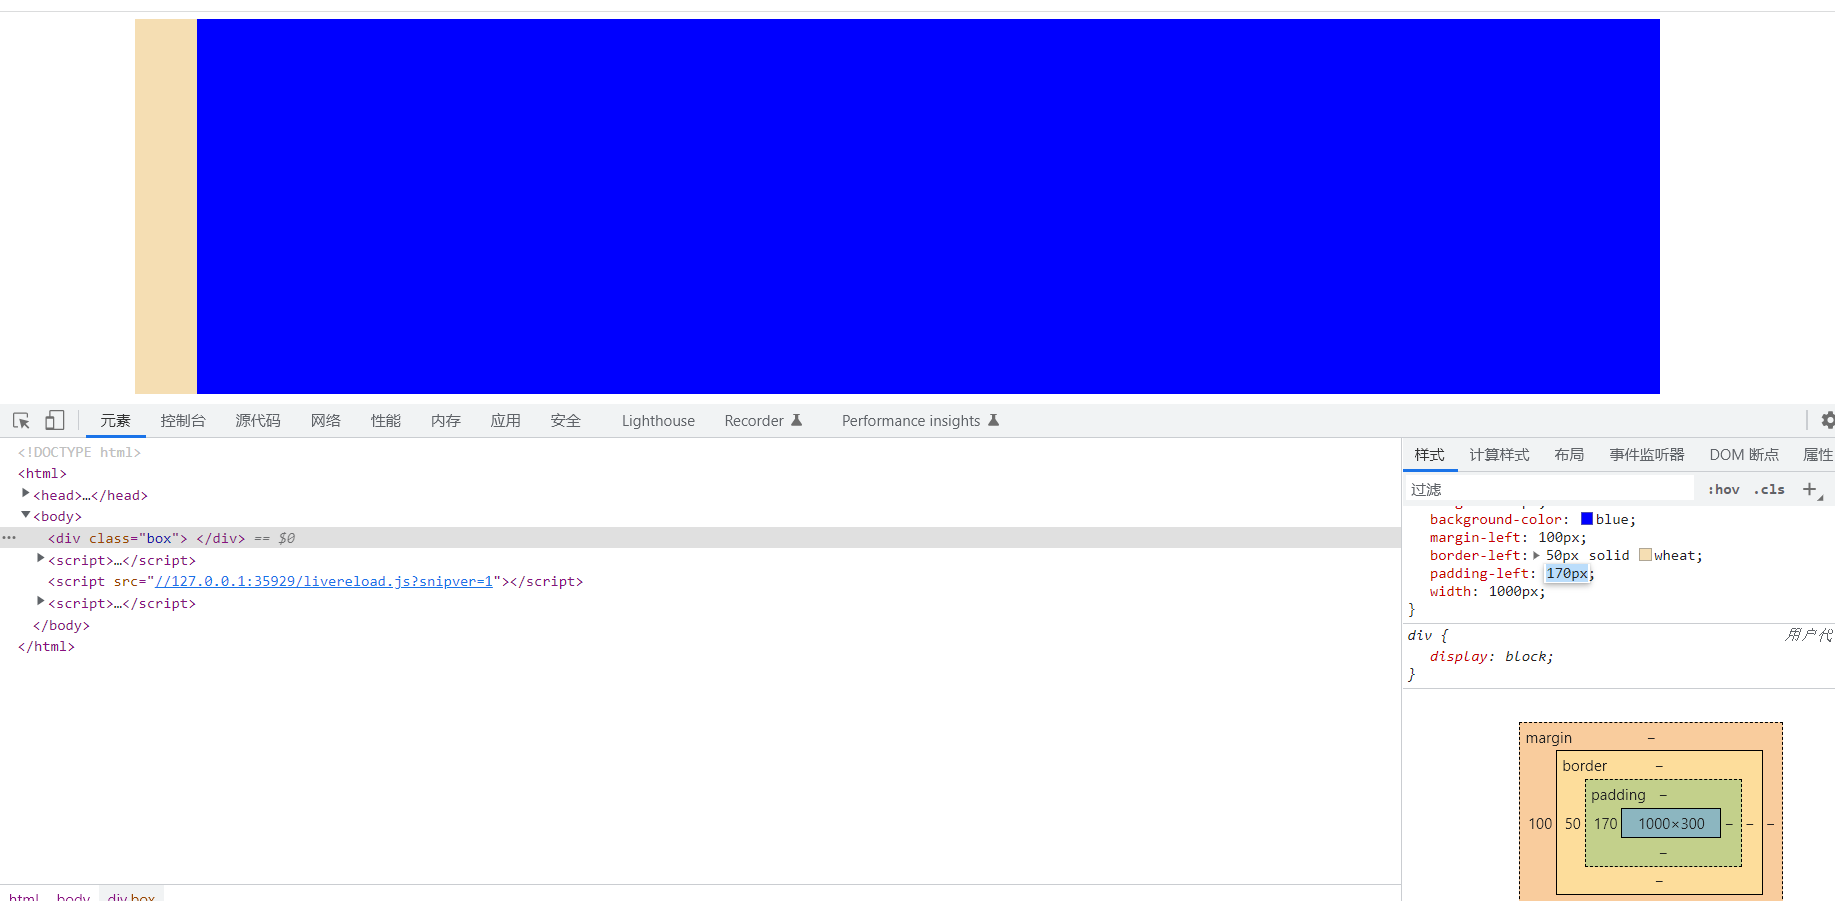 元素 控制台 源代码 网络 性能 内存 应用 安全 Lighthouse Recorder Performance insights
<!DOCTYPE html>
<html>
<head>…</head>
<body>
<div class="box"> </div> == $0
<script>…</script>
<script src="//127.0.0.1:35929/livereload.js?snipver=1"></script>
<script>…</script>
</body>
</html>
html body div.box
样式 计算样式 布局 事件监听器 DOM 断点 属性
过滤 :hov .cls
background-color: blue;
margin-left: 100px;
border-left: 50px solid wheat;
padding-left: 170px;
width: 1000px;
}
div { 用户代
display: block;
}
margin –
border –
padding –
100 50 170 1000×300 – – –
–
–